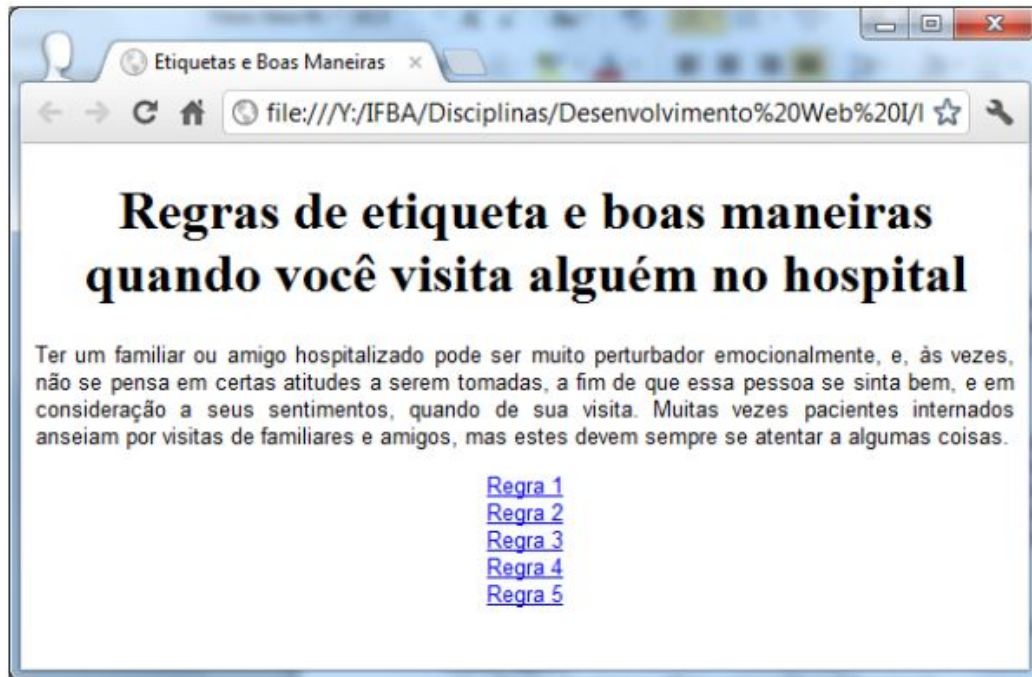 Etiquetas e Boas Maneiras
file:///Y:/IFBA/Disciplinas/Desenvolvimento%20Web%20I/
Regras de etiqueta e boas maneiras
quando você visita alguém no hospital
Ter um familiar ou amigo hospitalizado pode ser muito perturbador emocionalmente, e, às vezes,
não se pensa em certas atitudes a serem tomadas, a fim de que essa pessoa se sinta bem, e em
consideração a seus sentimentos, quando de sua visita. Muitas vezes pacientes internados
anseiam por visitas de familiares e amigos, mas estes devem sempre se atentar a algumas coisas.
Regra 1
Regra 2
Regra 3
Regra 4
Regra 5